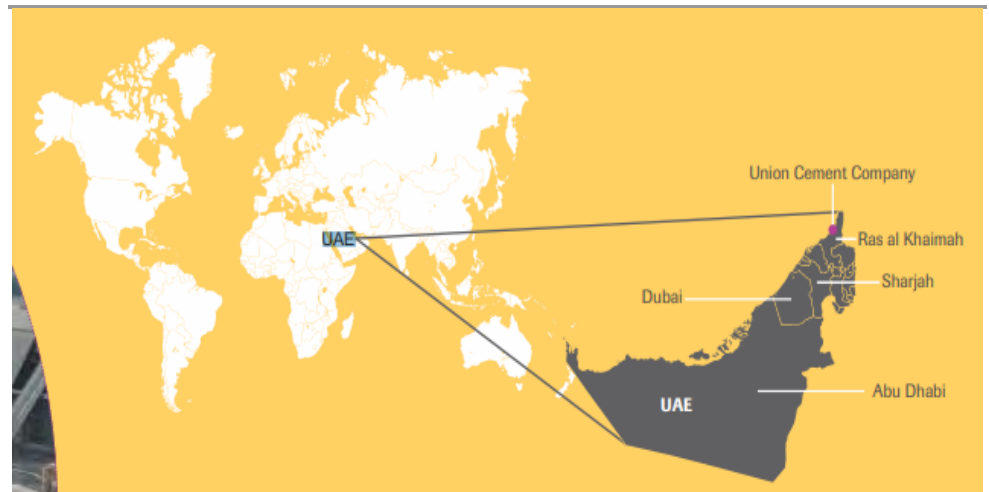 Union Cement Company
UAE
Ras al Khaimah
Sharjah
Dubai
Abu Dhabi
UAE